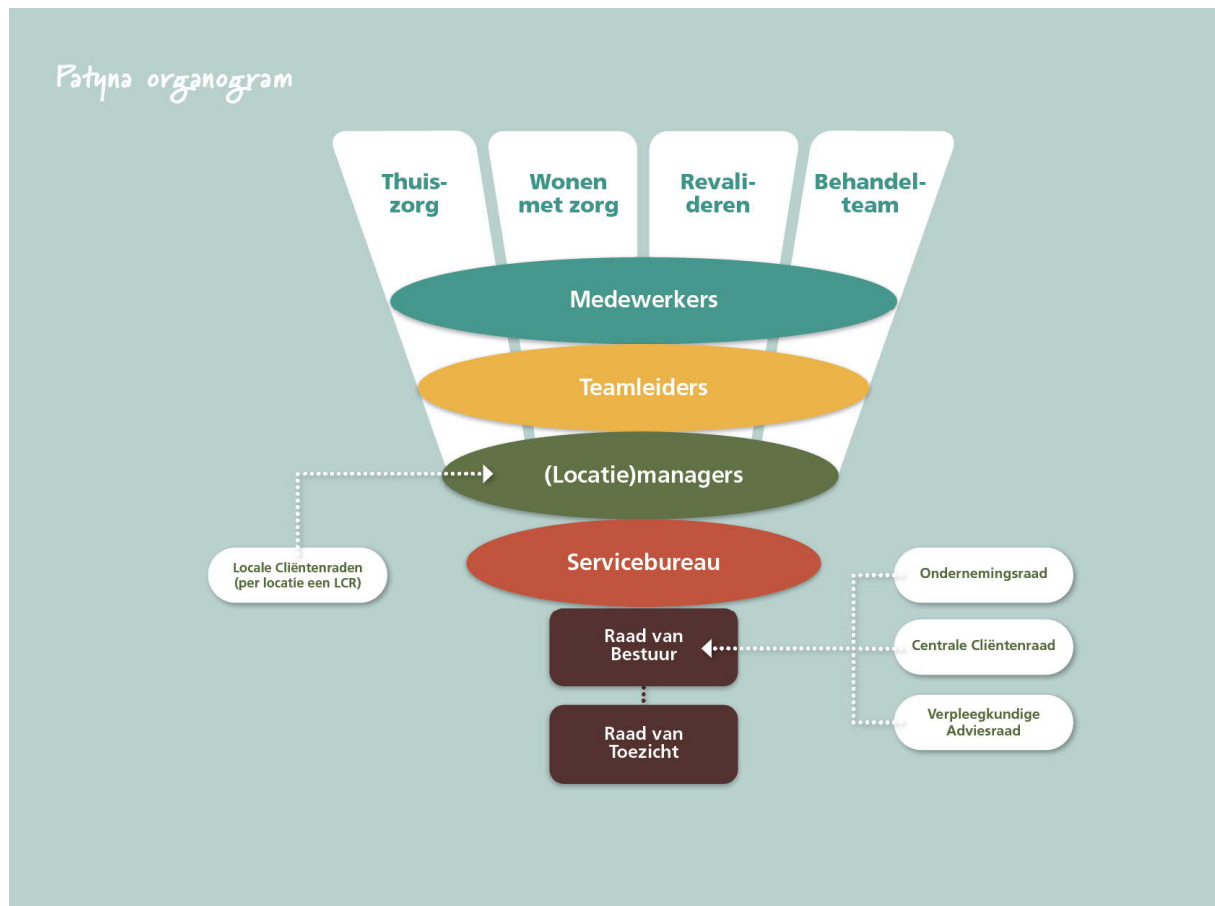 Patyna organogram
Thuis-
zorg
Wonen
met zorg
Revali-
deren
Behandel-
team
Medewerkers
Teamleiders
(Locatie)managers
Servicebureau
Locale Cliëntenraden
(per locatie een LCR)
Raad van
Bestuur
Raad van
Toezicht
Ondernemingsraad
Centrale Cliëntenraad
Verpleegkundige
Adviesraad